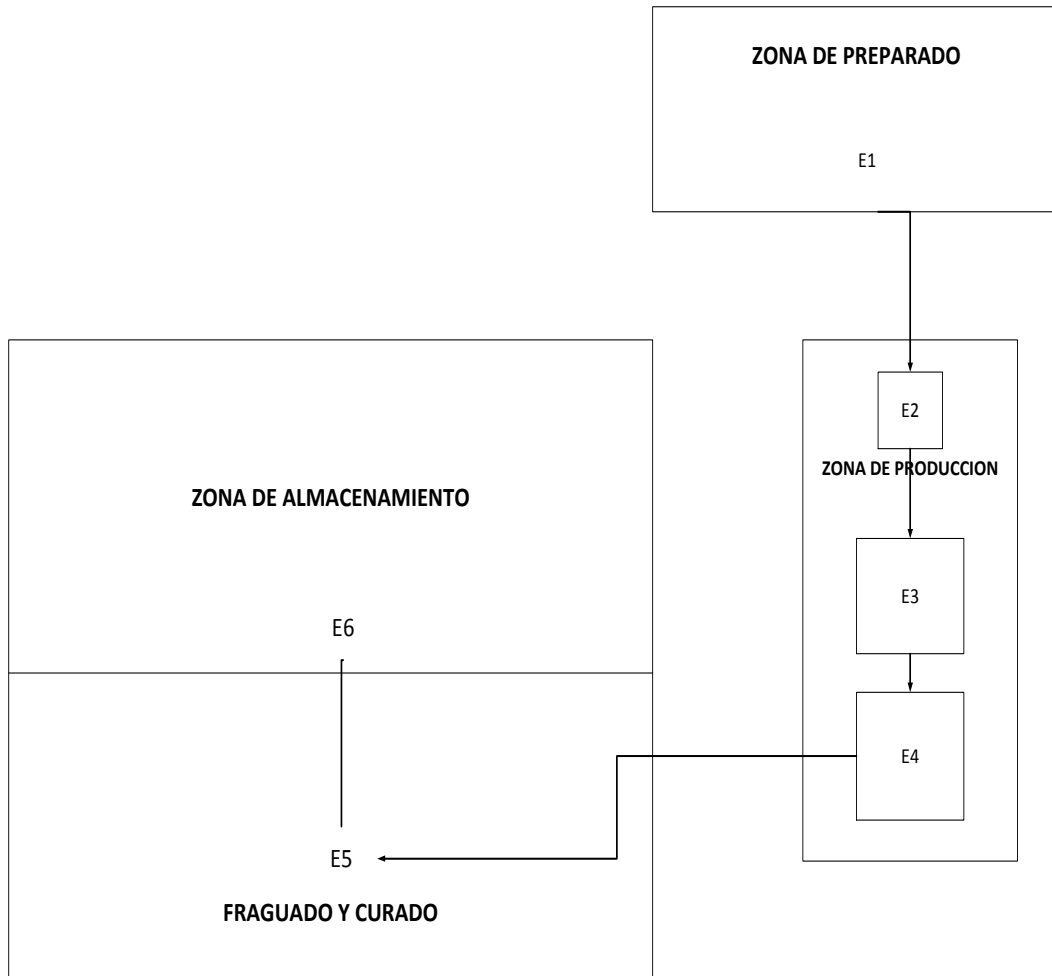 ZONA DE PREPARADO
E1
E2
ZONA DE PRODUCCION
E3
E4
ZONA DE ALMACENAMIENTO
E6
E5
FRAGUADO Y CURADO